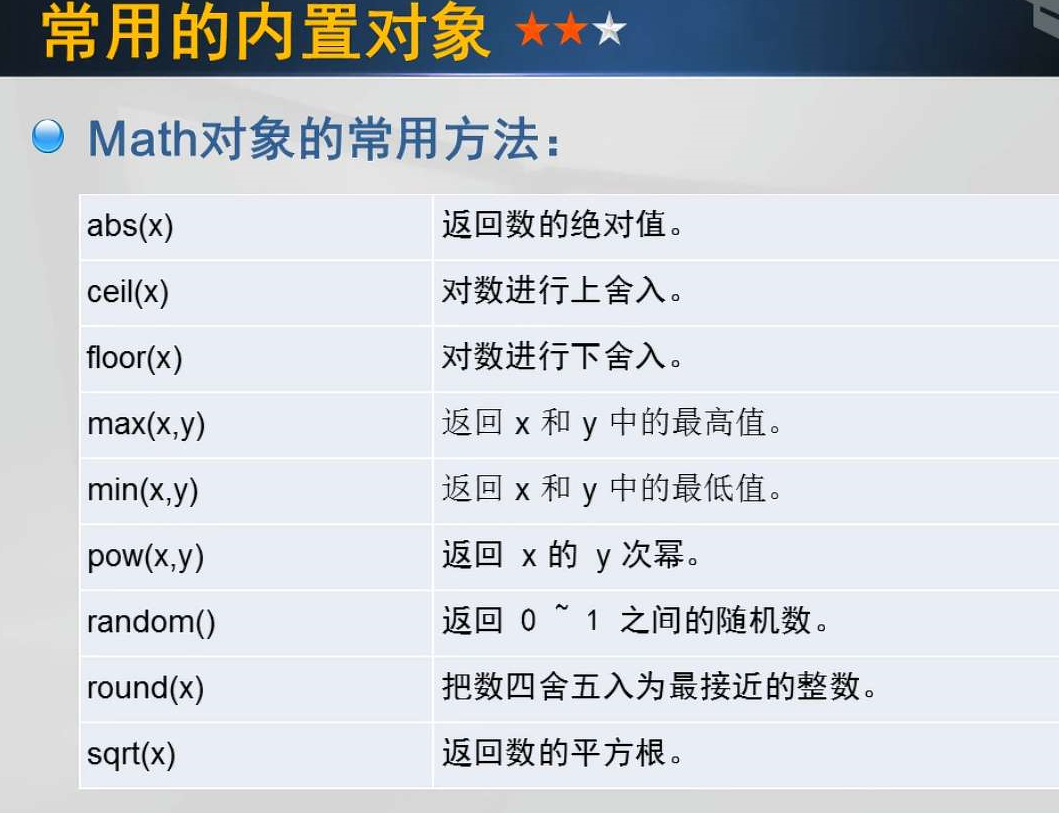 常用的内置对象
Math对象的常用方法：
abs(x) 返回数的绝对值。
ceil(x) 对数进行上舍入。
floor(x) 对数进行下舍入。
max(x,y) 返回 x 和 y 中的最高值。
min(x,y) 返回 x 和 y 中的最低值。
pow(x,y) 返回 x 的 y 次幂。
random() 返回 0 ~ 1 之间的随机数。
round(x) 把数四舍五入为最接近的整数。
sqrt(x) 返回数的平方根。